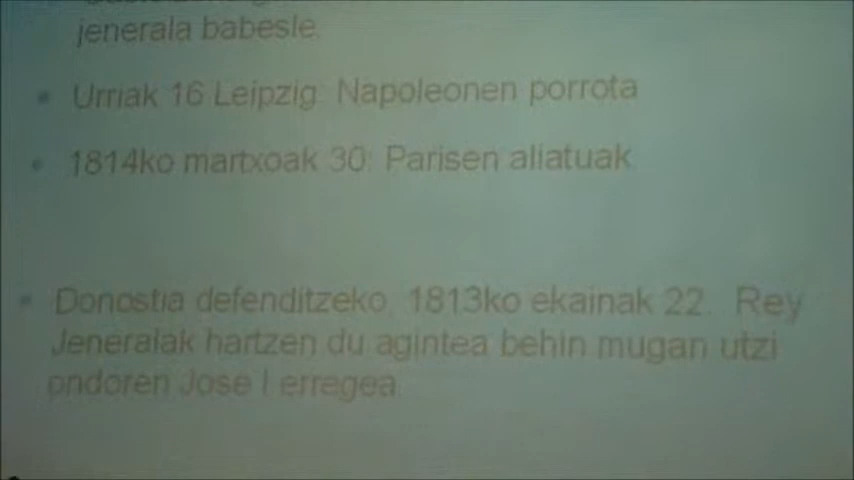 jenerala babesle.
• Urriak 16 Leipzig: Napoleonen porrota
• 1814ko martxoak 30: Parisen aliatuak
• Donostia defenditzeko, 1813ko ekainak 22. Rey
Jeneralak hartzen du agintea behin mugan utzi
ondoren Jose I erregea.